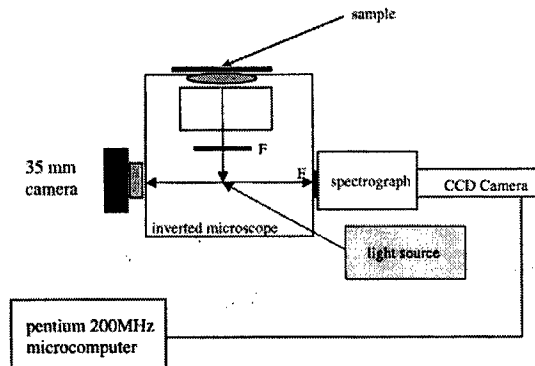 sample
F
35 mm
camera
F
spectrograph
CCD Camera
inverted microscope
light source
pentium 200MHz
microcomputer